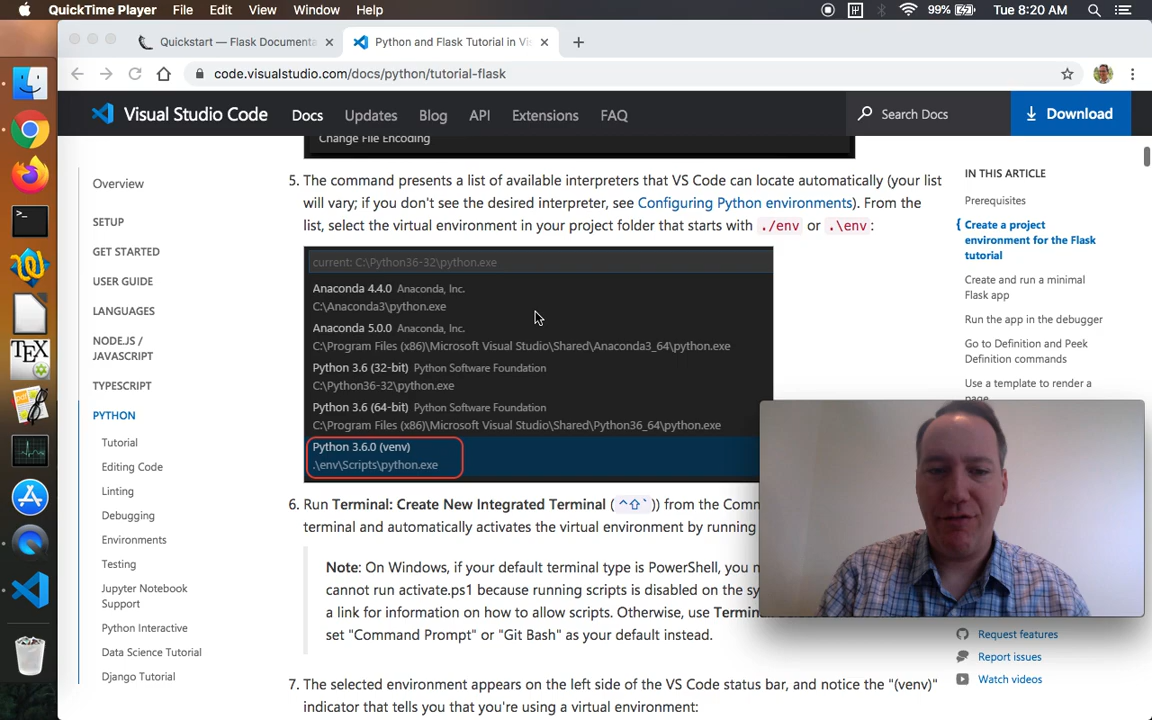 QuickTime Player File Edit View Window Help 99% Tue 8:20 AM
Quickstart — Flask Documenta
Python and Flask Tutorial in Vis
code.visualstudio.com/docs/python/tutorial-flask
Visual Studio Code Docs Updates Blog API Extensions FAQ Search Docs Download
Overview
SETUP
GET STARTED
USER GUIDE
LANGUAGES
NODE.JS /
JAVASCRIPT
TYPESCRIPT
PYTHON
Tutorial
Editing Code
Linting
Debugging
Environments
Testing
Jupyter Notebook
Support
Python Interactive
Data Science Tutorial
Django Tutorial
Change File Encoding
5. The command presents a list of available interpreters that VS Code can locate automatically (your list
will vary; if you don't see the desired interpreter, see Configuring Python environments). From the
list, select the virtual environment in your project folder that starts with ./env or .\env:
current: C:\Python36-32\python.exe
Anaconda 4.4.0 Anaconda, Inc.
C:\Anaconda3\python.exe
Anaconda 5.0.0 Anaconda, Inc.
C:\Program Files (x86)\Microsoft Visual Studio\Shared\Anaconda3_64\python.exe
Python 3.6 (32-bit) Python Software Foundation
C:\Python36-32\python.exe
Python 3.6 (64-bit) Python Software Foundation
C:\Program Files (x86)\Microsoft Visual Studio\Shared\Python36_64\python.exe
Python 3.6.0 (venv)
.\env\Scripts\python.exe
6. Run Terminal: Create New Integrated Terminal (⌃⇧`)) from the Com
terminal and automatically activates the virtual environment by running
Note: On Windows, if your default terminal type is PowerShell, you
cannot run activate.ps1 because running scripts is disabled on the sy
a link for information on how to allow scripts. Otherwise, use
set "Command Prompt" or "Git Bash" as your default instead.
7. The selected environment appears on the left side of the VS Code status bar, and notice the "(venv)"
indicator that tells you that you're using a virtual environment:
IN THIS ARTICLE
Prerequisites
Create a project
environment for the Flask
tutorial
Create and run a minimal
Flask app
Run the app in the debugger
Go to Definition and Peek
Definition commands
Use a template to render a
page
Request features
Report issues
Watch videos
TEX